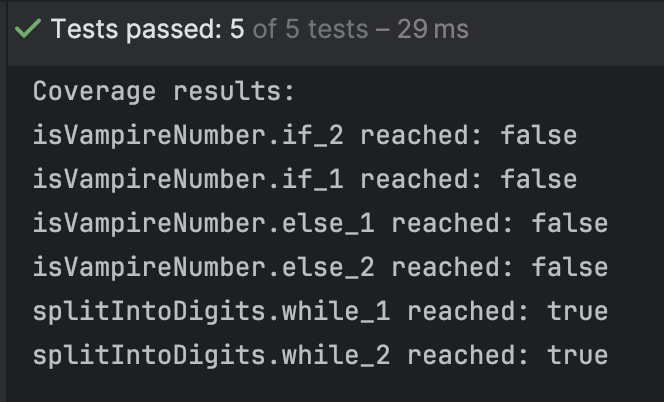 Tests passed: 5 of 5 tests – 29 ms
Coverage results:
isVampireNumber.if_2 reached: false
isVampireNumber.if_1 reached: false
isVampireNumber.else_1 reached: false
isVampireNumber.else_2 reached: false
splitIntoDigits.while_1 reached: true
splitIntoDigits.while_2 reached: true